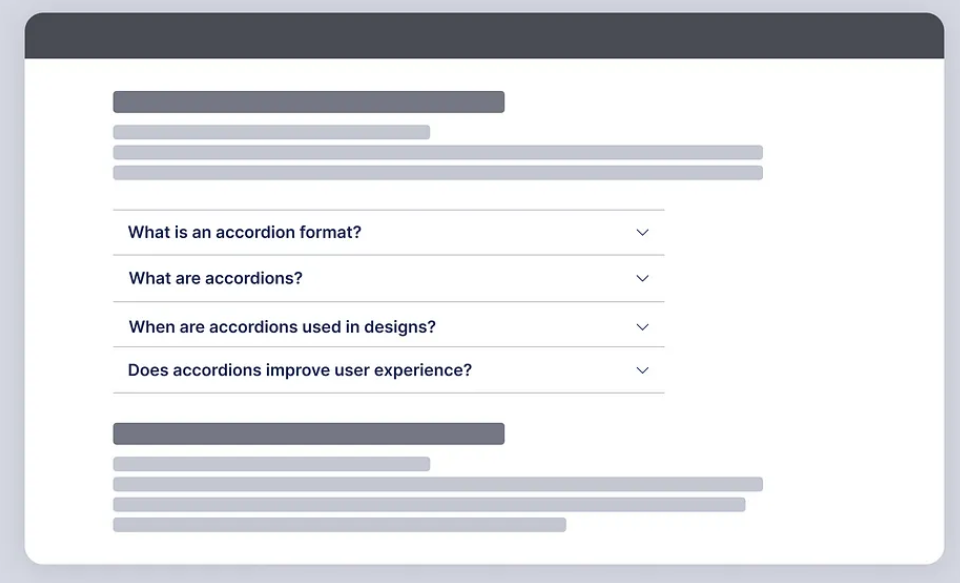 What is an accordion format?
What are accordions?
When are accordions used in designs?
Does accordions improve user experience?